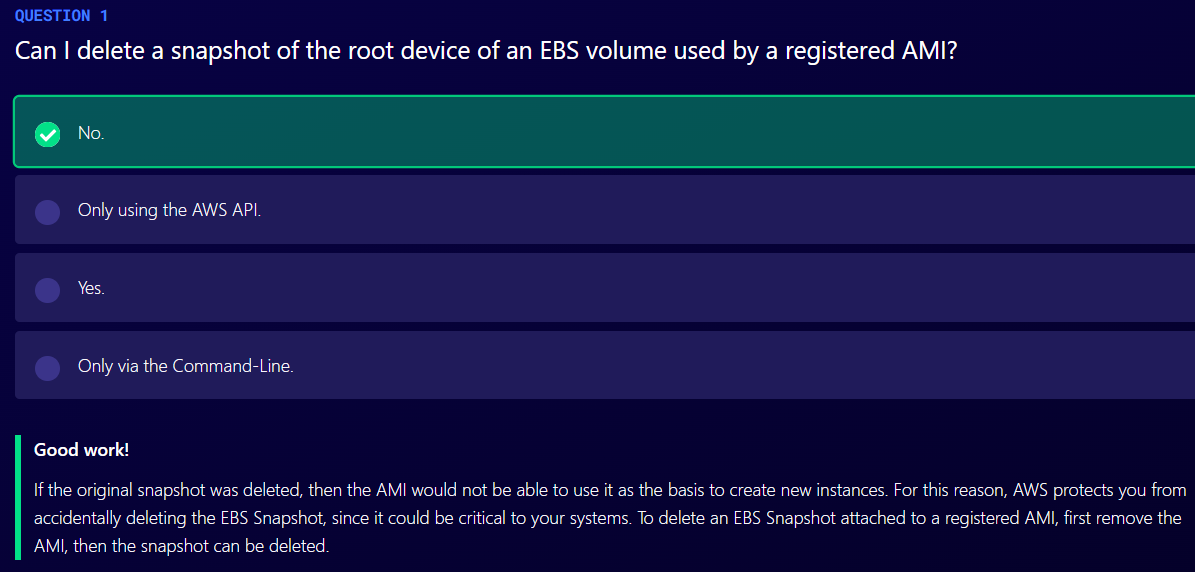 QUESTION 1
Can I delete a snapshot of the root device of an EBS volume used by a registered AMI?
No.
Only using the AWS API.
Yes.
Only via the Command-Line.
Good work!
If the original snapshot was deleted, then the AMI would not be able to use it as the basis to create new instances. For this reason, AWS protects you from
accidentally deleting the EBS Snapshot, since it could be critical to your systems. To delete an EBS Snapshot attached to a registered AMI, first remove the
AMI, then the snapshot can be deleted.